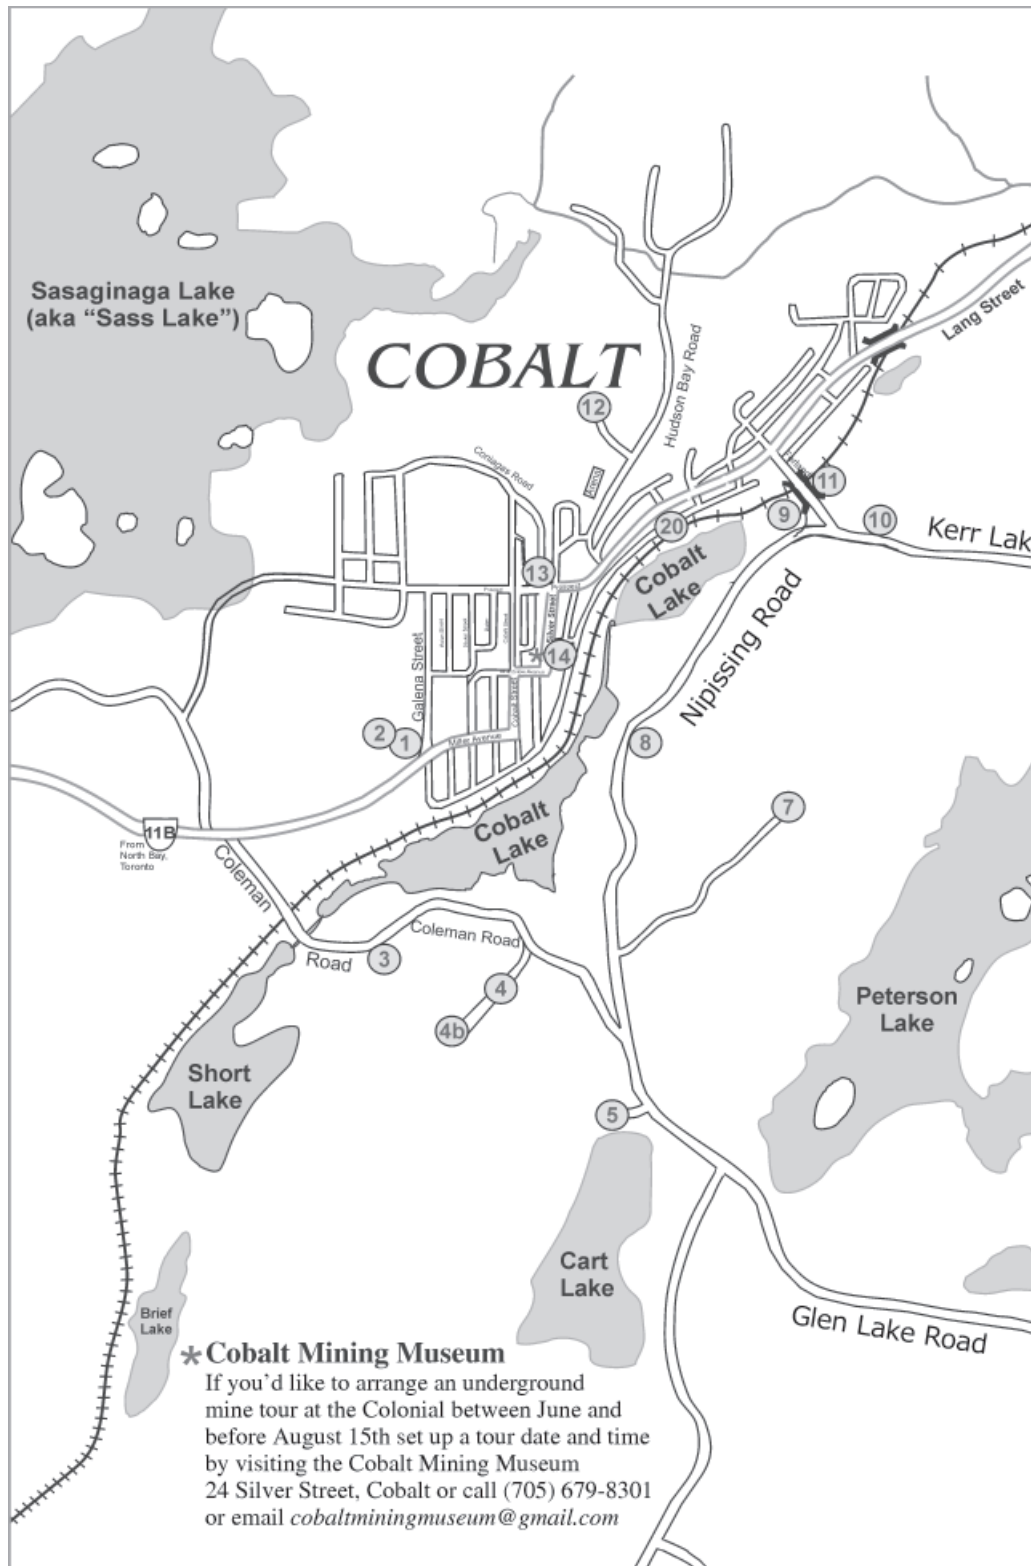 Sasaginaga Lake
(aka “Sass Lake”)
COBALT
Lang Street
Hudson Bay Road
12
Coniagas Road
Arena
11
9
10
20
Kerr Lak
13
Cobalt
Lake
Prospect
Silver Street
14
Nipissing Road
Galena Street
Cobalt Street
2
1
Miller Avenue
8
7
11B
From
North Bay,
Toronto
Cobalt
Lake
Coleman
Road
3
Coleman Road
4
4b
Peterson
Lake
Short
Lake
5
Cart
Lake
Brief
Lake
Glen Lake Road
* Cobalt Mining Museum
If you’d like to arrange an underground
mine tour at the Colonial between June and
before August 15th set up a tour date and time
by visiting the Cobalt Mining Museum
24 Silver Street, Cobalt or call (705) 679-8301
or email cobaltminingmuseum@gmail.com